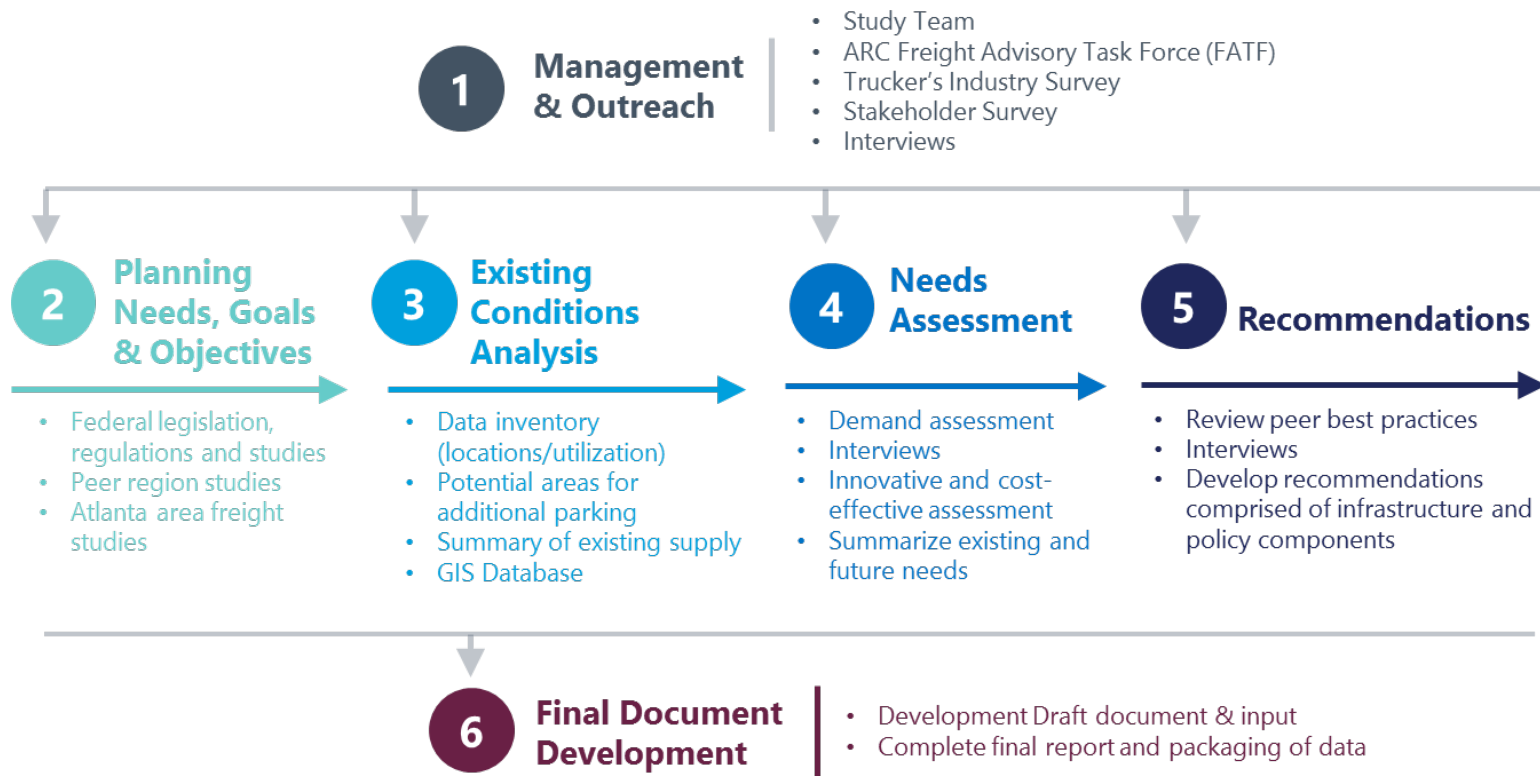 1
Management
& Outreach
• Study Team
• ARC Freight Advisory Task Force (FATF)
• Trucker's Industry Survey
• Stakeholder Survey
• Interviews
2
Planning
Needs, Goals
& Objectives
• Federal legislation,
regulations and studies
• Peer region studies
• Atlanta area freight
studies
3
Existing
Conditions
Analysis
• Data inventory
(locations/utilization)
• Potential areas for
additional parking
• Summary of existing supply
• GIS Database
4
Needs
Assessment
• Demand assessment
• Interviews
• Innovative and cost-
effective assessment
• Summarize existing and
future needs
5
Recommendations
• Review peer best practices
• Interviews
• Develop recommendations
comprised of infrastructure and
policy components
6
Final Document
Development
• Development Draft document & input
• Complete final report and packaging of data